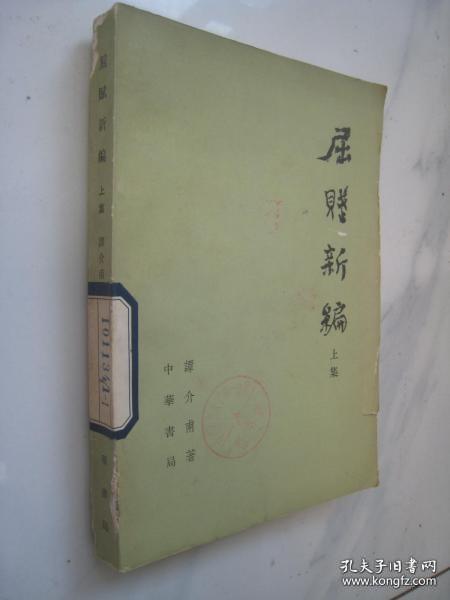 屈賦新編
上集
譚介甫著
中華書局
屈賦新編
上集
譚介甫
101134
孔夫子旧书网
www.kongfz.com